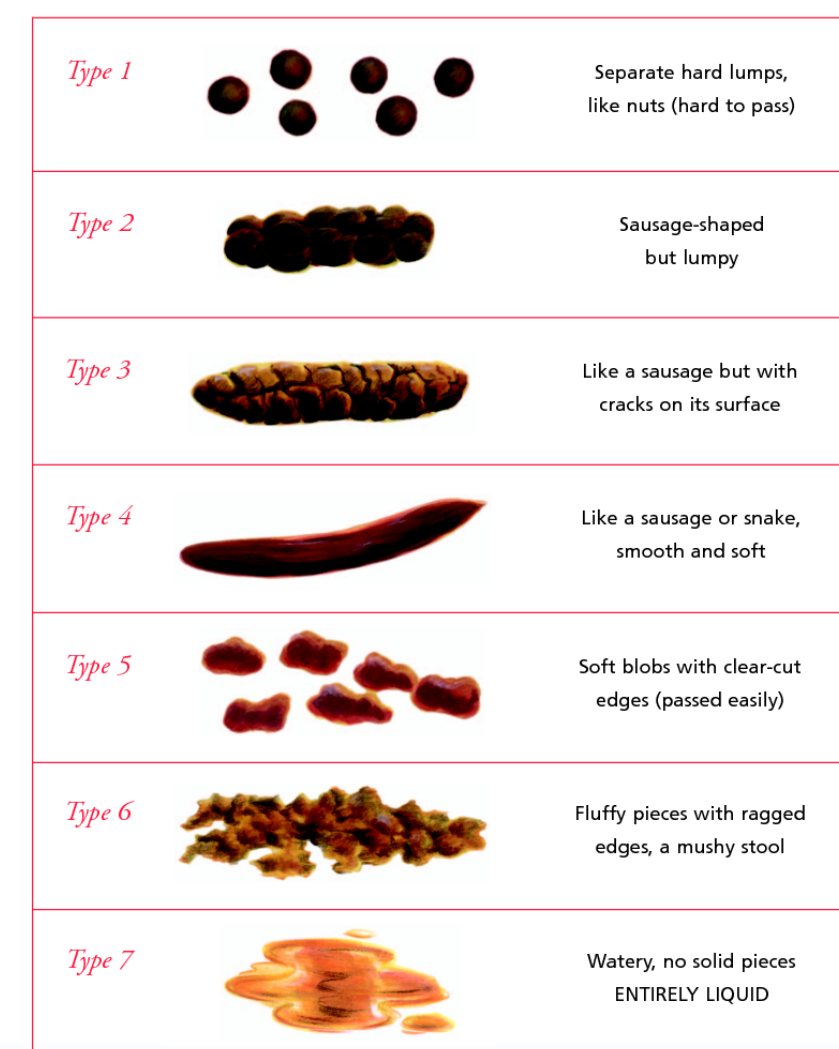 Type 1
Separate hard lumps,
like nuts (hard to pass)
Type 2
Sausage-shaped
but lumpy
Type 3
Like a sausage but with
cracks on its surface
Type 4
Like a sausage or snake,
smooth and soft
Type 5
Soft blobs with clear-cut
edges (passed easily)
Type 6
Fluffy pieces with ragged
edges, a mushy stool
Type 7
Watery, no solid pieces
ENTIRELY LIQUID